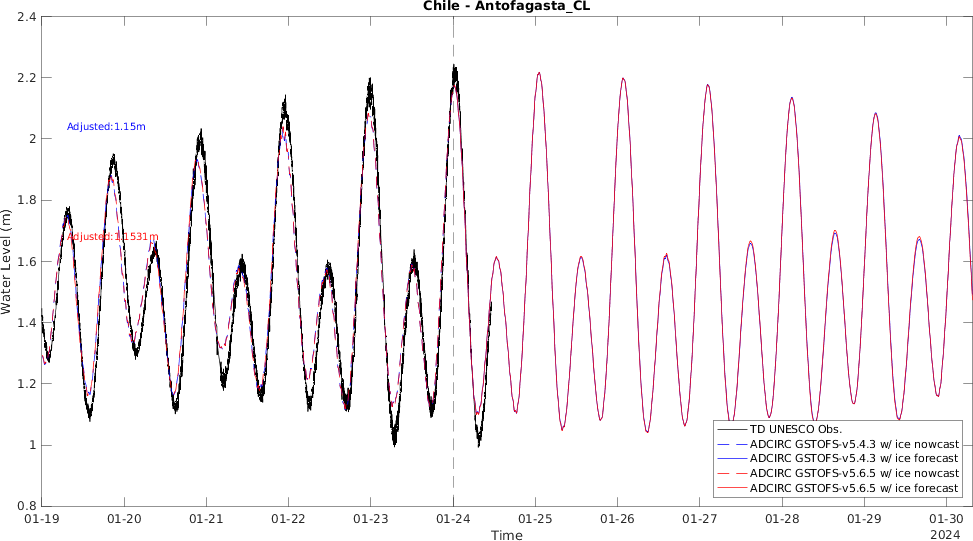 Chile - Antofagasta_CL
2.4
2.2
2
1.8
1.6
1.4
1.2
1
0.8
Water Level (m)
Adjusted:1.15m
Adjusted:1.1531m
TD UNESCO Obs.
ADCIRC GSTOFS-v5.4.3 w/ ice nowcast
ADCIRC GSTOFS-v5.4.3 w/ ice forecast
ADCIRC GSTOFS-v5.6.5 w/ ice nowcast
ADCIRC GSTOFS-v5.6.5 w/ ice forecast
01-19 01-20 01-21 01-22 01-23 01-24 01-25 01-26 01-27 01-28 01-29 01-30
2024
Time